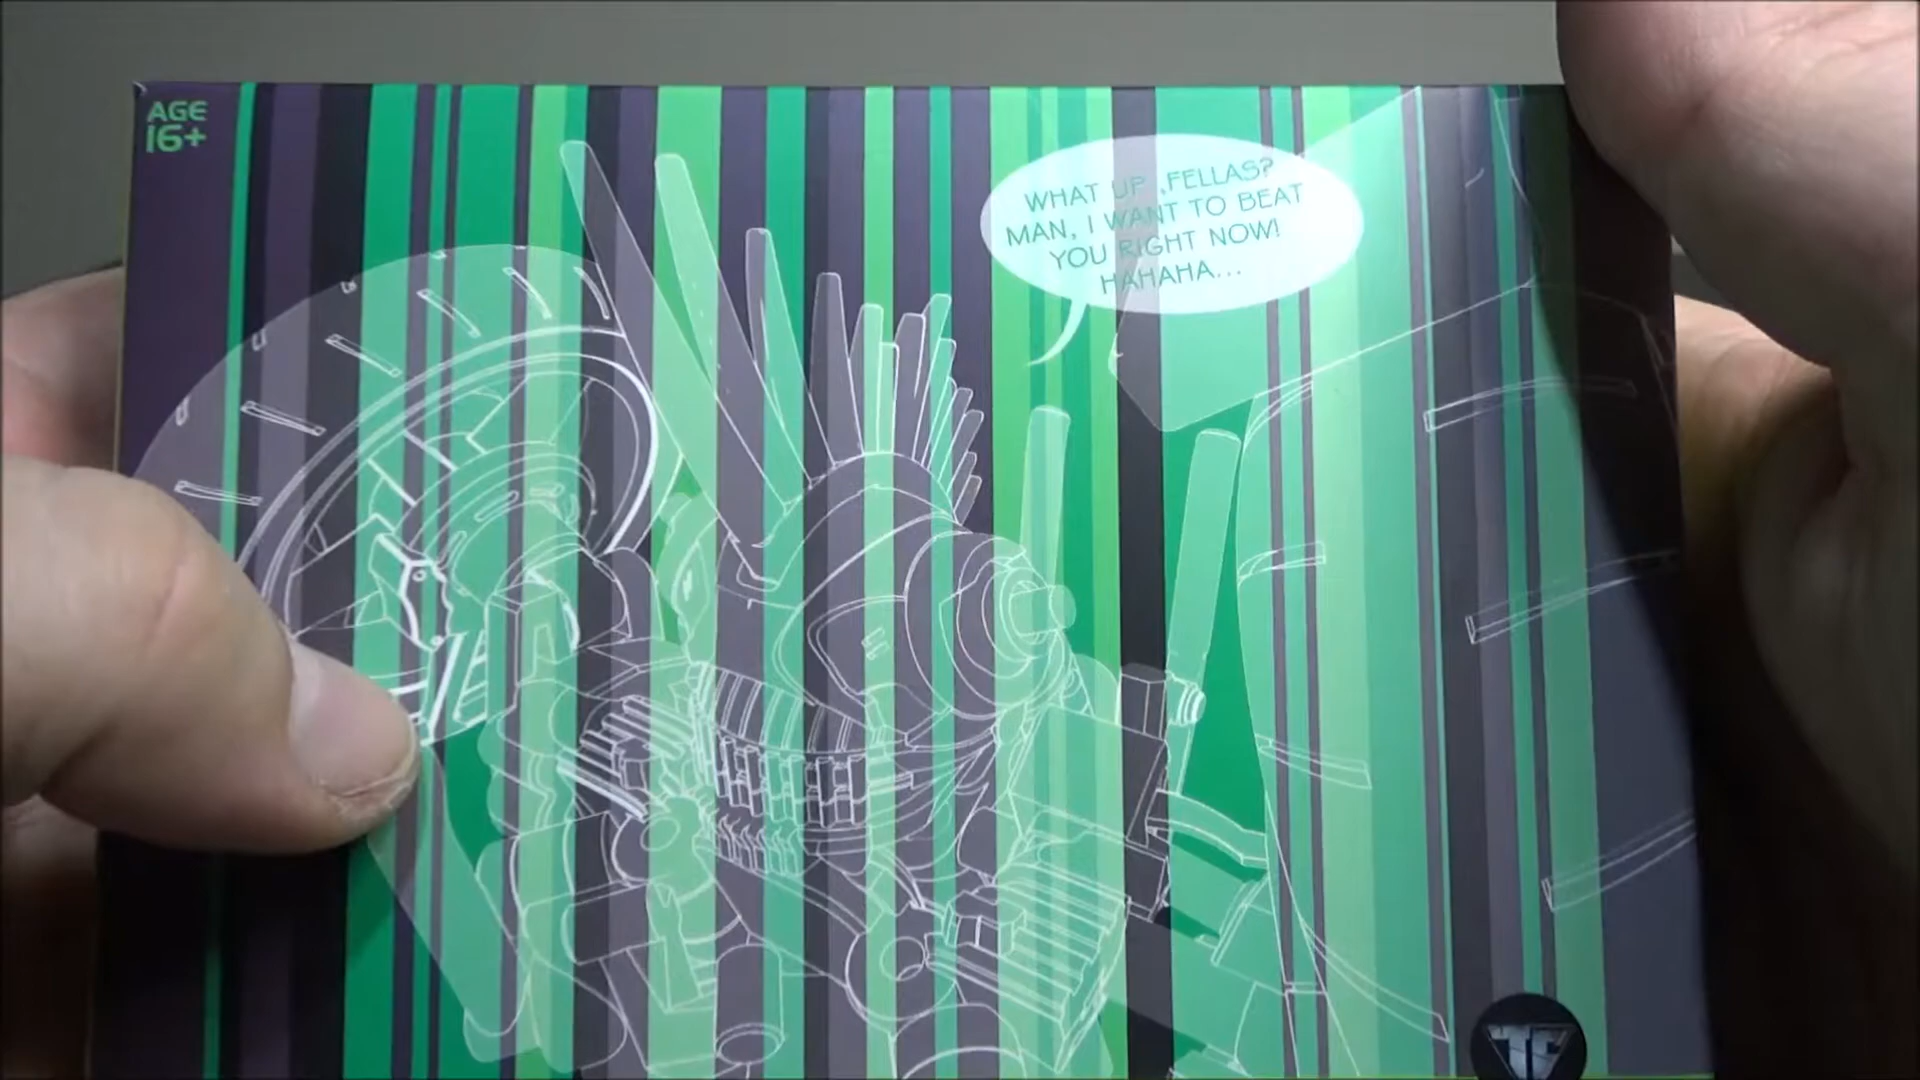 AGE
16+
WHAT UP ,FELLAS?
MAN, I WANT TO BEAT
YOU RIGHT NOW!
HAHAHA...